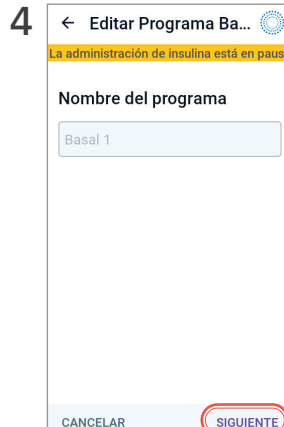 4
← Editar Programa Ba...
La administración de insulina está en paus
Nombre del programa
Basal 1
CANCELAR
SIGUIENTE